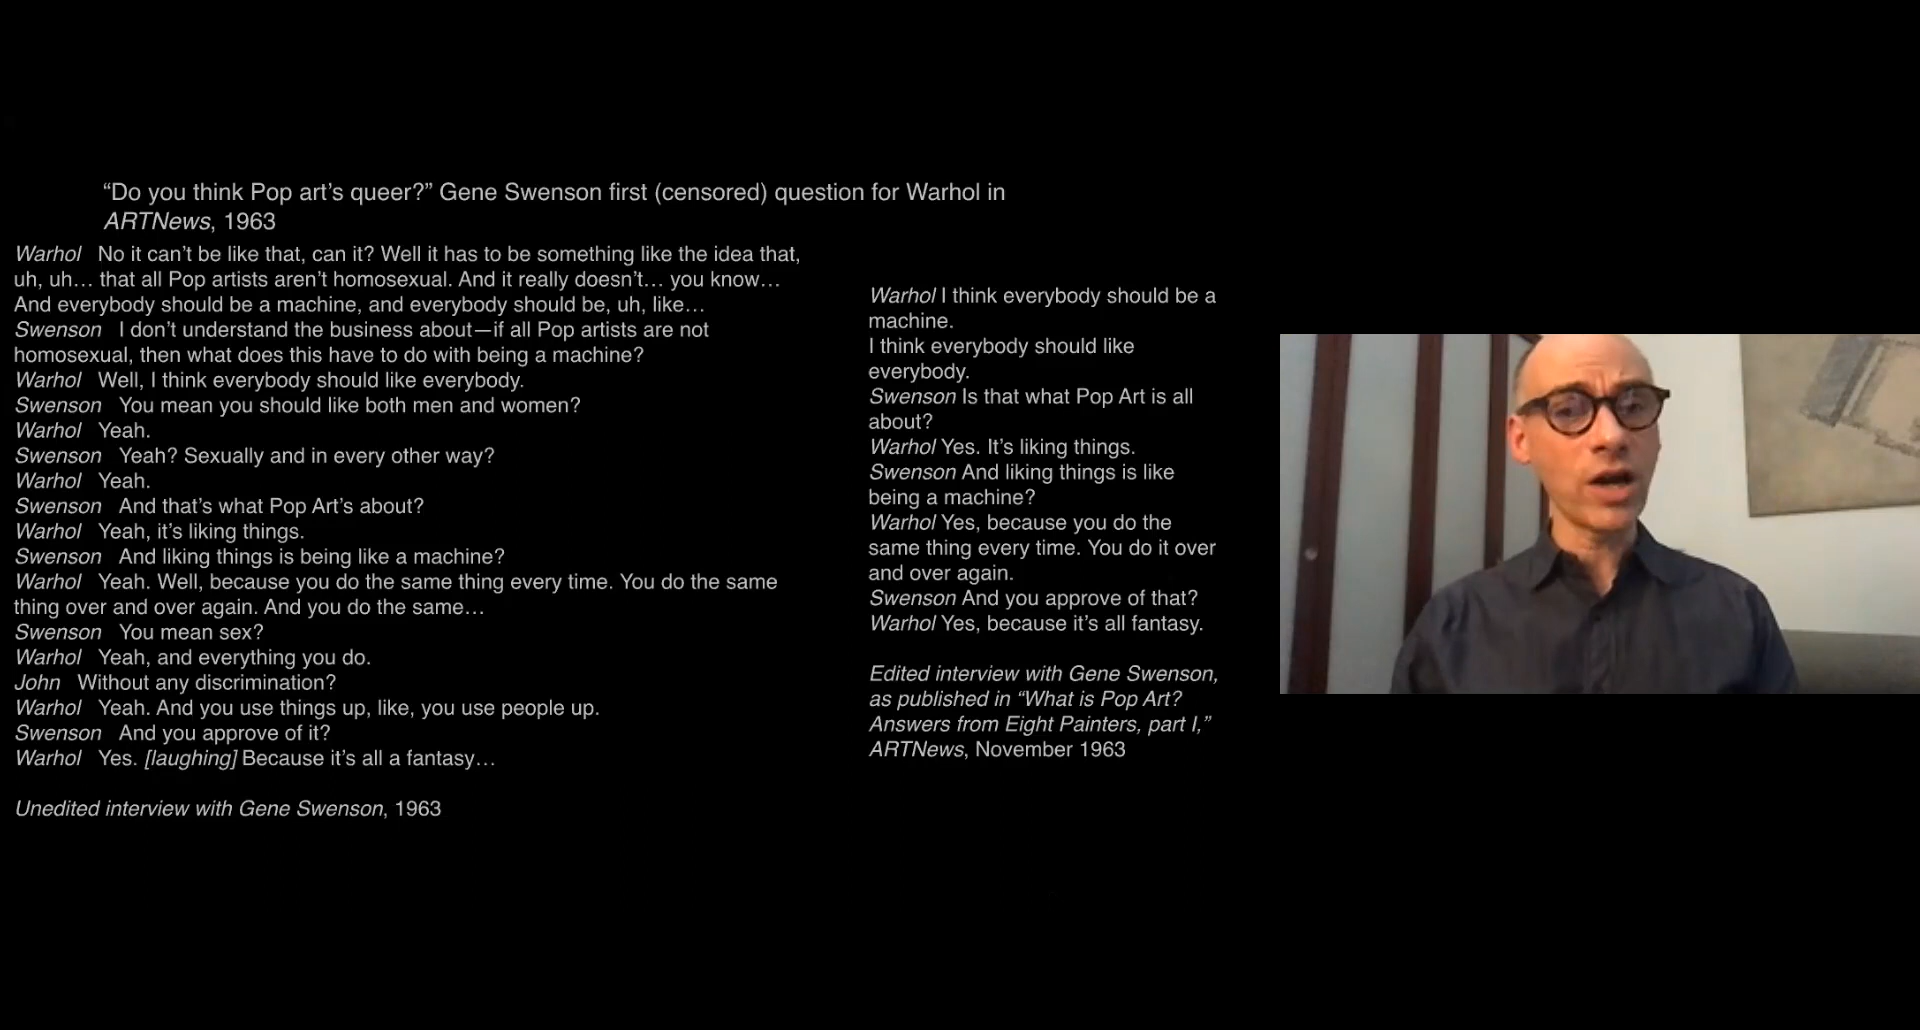 “Do you think Pop art’s queer?” Gene Swenson first (censored) question for Warhol in
ARTNews, 1963
Warhol No it can’t be like that, can it? Well it has to be something like the idea that,
uh, uh… that all Pop artists aren’t homosexual. And it really doesn’t… you know…
And everybody should be a machine, and everybody should be, uh, like…
Swenson I don’t understand the business about—if all Pop artists are not
homosexual, then what does this have to do with being a machine?
Warhol Well, I think everybody should like everybody.
Swenson You mean you should like both men and women?
Warhol Yeah.
Swenson Yeah? Sexually and in every other way?
Warhol Yeah.
Swenson And that’s what Pop Art’s about?
Warhol Yeah, it’s liking things.
Swenson And liking things is being like a machine?
Warhol Yeah. Well, because you do the same thing every time. You do the same
thing over and over again. And you do the same…
Swenson You mean sex?
Warhol Yeah, and everything you do.
John Without any discrimination?
Warhol Yeah. And you use things up, like, you use people up.
Swenson And you approve of it?
Warhol Yes. [laughing] Because it’s all a fantasy…
Unedited interview with Gene Swenson, 1963
Warhol I think everybody should be a
machine.
I think everybody should like
everybody.
Swenson Is that what Pop Art is all
about?
Warhol Yes. It’s liking things.
Swenson And liking things is like
being a machine?
Warhol Yes, because you do the
same thing every time. You do it over
and over again.
Swenson And you approve of that?
Warhol Yes, because it’s all fantasy.
Edited interview with Gene Swenson,
as published in “What is Pop Art?
Answers from Eight Painters, part I,”
ARTNews, November 1963